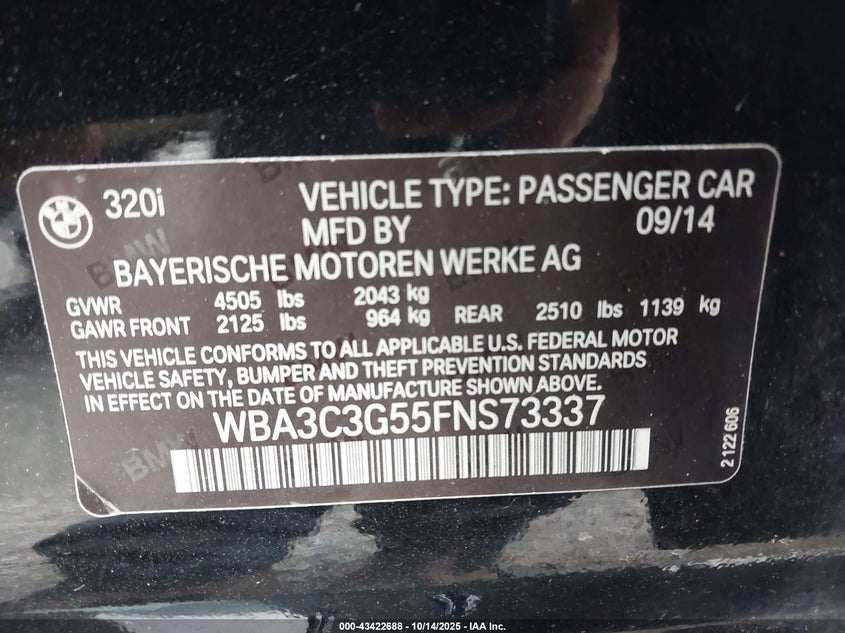 320i
VEHICLE TYPE: PASSENGER CAR
MFD BY 09/14
BAYERISCHE MOTOREN WERKE AG
GVWR 4505 lbs 2043 kg
GAWR FRONT 2125 lbs 964 kg REAR 2510 lbs 1139 kg
THIS VEHICLE CONFORMS TO ALL APPLICABLE U.S. FEDERAL MOTOR
VEHICLE SAFETY, BUMPER AND THEFT PREVENTION STANDARDS
IN EFFECT ON THE DATE OF MANUFACTURE SHOWN ABOVE.
WBA3C3G55FNS73337
2 122 606
000-43422688 - 10/14/2025 - IAA Inc.